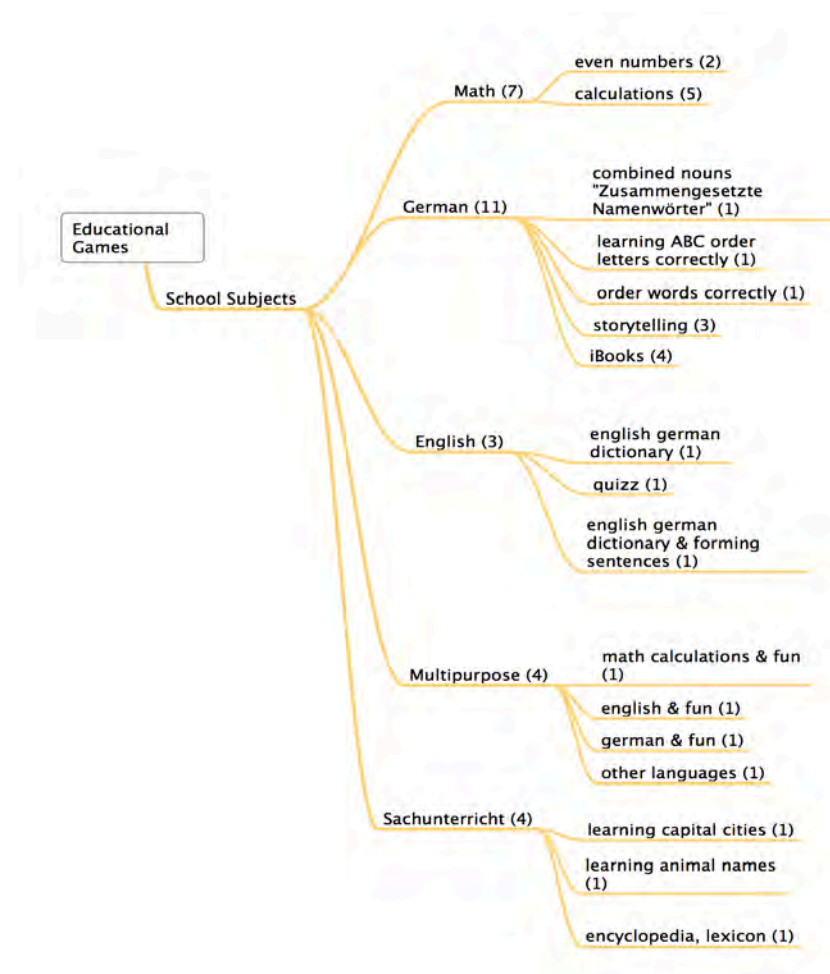 Educational
Games
School Subjects
Math (7)
even numbers (2)
calculations (5)
German (11)
combined nouns
"Zusammengesetzte
Namenwörter" (1)
learning ABC order
letters correctly (1)
order words correctly (1)
storytelling (3)
iBooks (4)
English (3)
english german
dictionary (1)
quizz (1)
english german
dictionary & forming
sentences (1)
Multipurpose (4)
math calculations & fun
(1)
english & fun (1)
german & fun (1)
other languages (1)
Sachunterricht (4)
learning capital cities (1)
learning animal names
(1)
encyclopedia, lexicon (1)